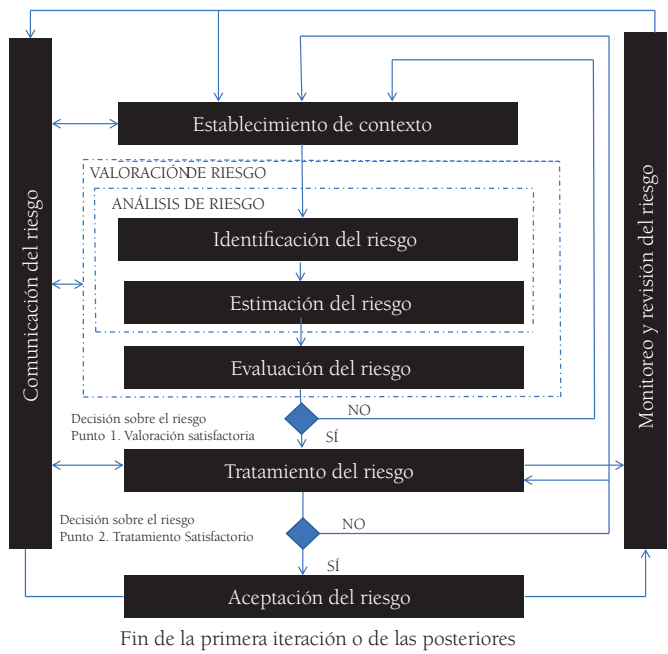 Establecimiento de contexto
VALORACIÓN DE RIESGO
ANÁLISIS DE RIESGO
Identificación del riesgo
Estimación del riesgo
Evaluación del riesgo
NO
Decisión sobre el riesgo
Punto 1. Valoración satisfactoria
SÍ
Tratamiento del riesgo
Decisión sobre el riesgo
Punto 2. Tratamiento Satisfactorio
NO
SÍ
Aceptación del riesgo
Fin de la primera iteración o de las posteriores
Comunicación del riesgo
Monitoreo y revisión del riesgo